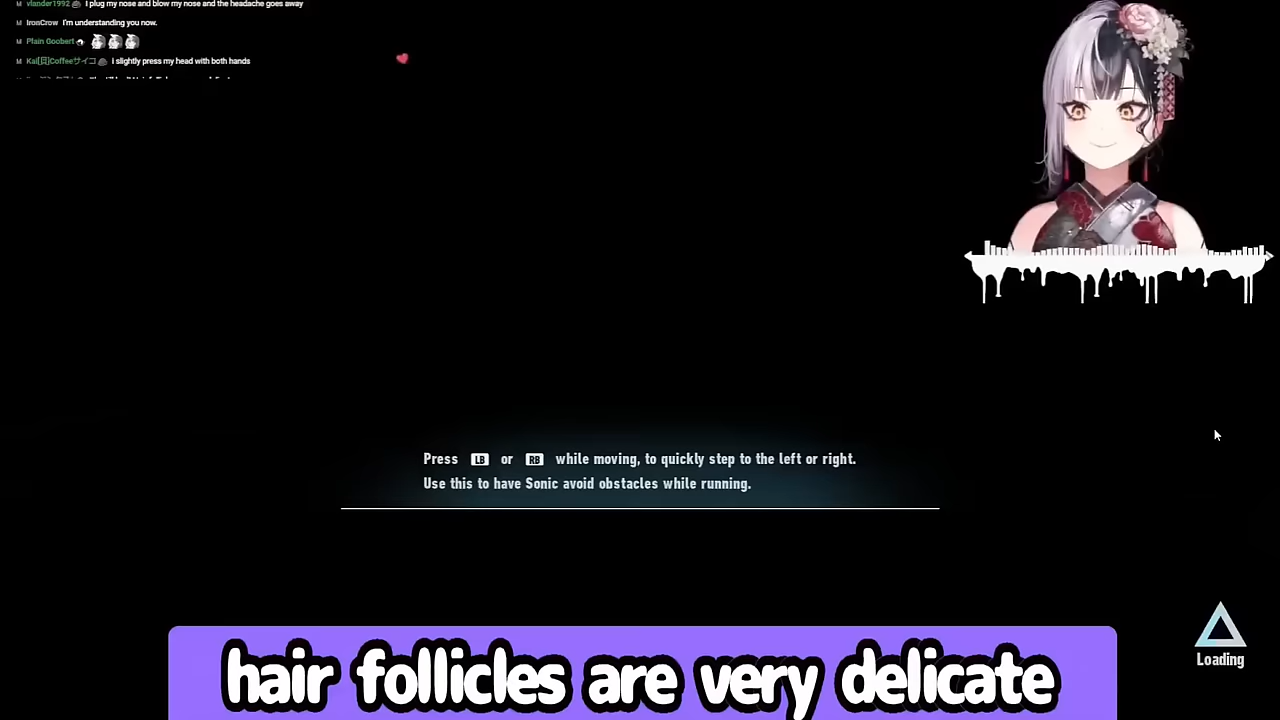 M vlander1992 I plug my nose and blow my nose and the headache goes away
M IronCrow I'm understanding you now.
M Plain Goobert
M Kai[貝]Coffeeサイコ i slightly press my head with both hands
Press LB or RB while moving, to quickly step to the left or right.
Use this to have Sonic avoid obstacles while running.
Loading
hair follicles are very delicate